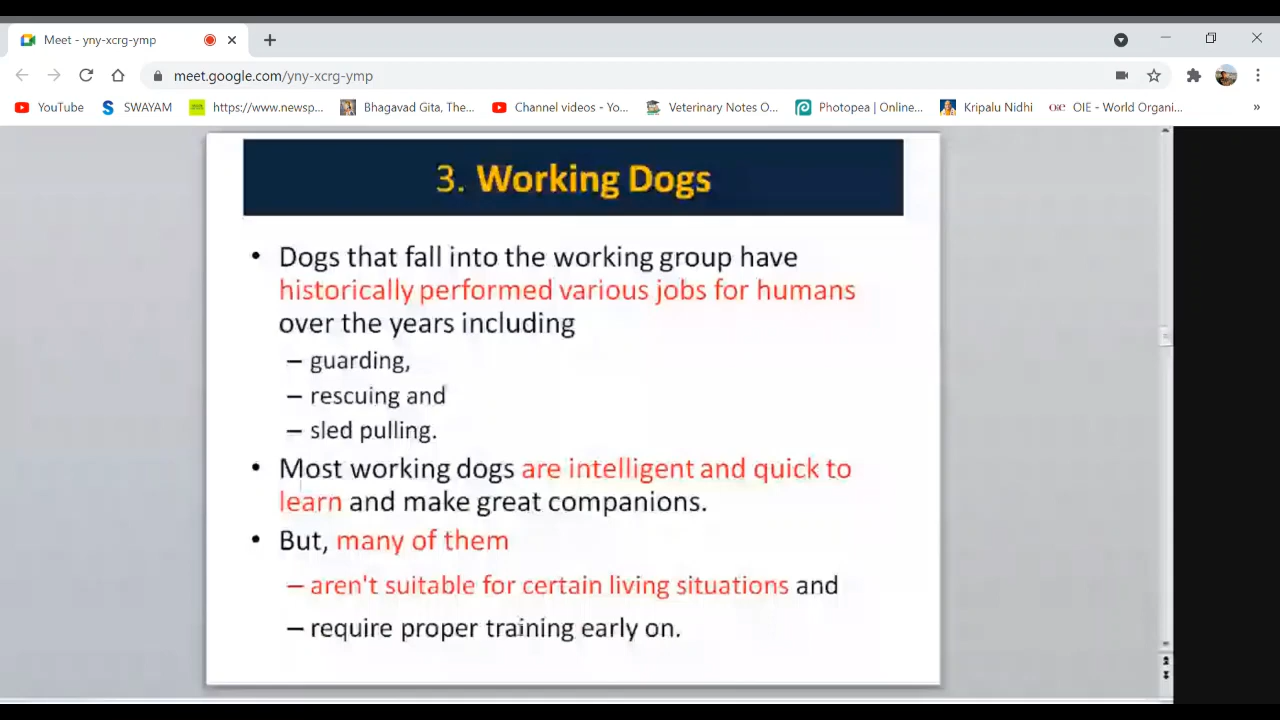 Meet - yny-xcrg-ymp
meet.google.com/yny-xcrg-ymp
YouTube SWAYAM https://www.newsp... Bhagavad Gita, The... Channel videos - Yo... Veterinary Notes O... Photopea | Online... Kripalu Nidhi OIE OIE - World Organi... »
3. Working Dogs
• Dogs that fall into the working group have
historically performed various jobs for humans
over the years including
– guarding,
– rescuing and
– sled pulling.
• Most working dogs are intelligent and quick to
learn and make great companions.
• But, many of them
– aren't suitable for certain living situations and
– require proper training early on.